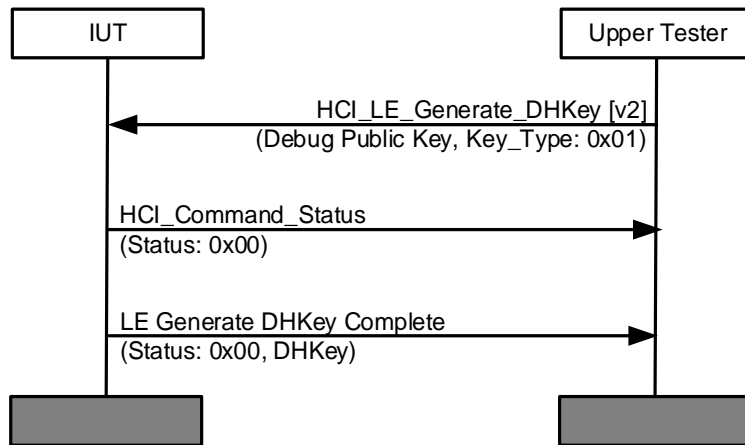 IUT
Upper Tester
HCI_LE_Generate_DHKey [v2]
(Debug Public Key, Key_Type: 0x01)
HCI_Command_Status
(Status: 0x00)
LE Generate DHKey Complete
(Status: 0x00, DHKey)